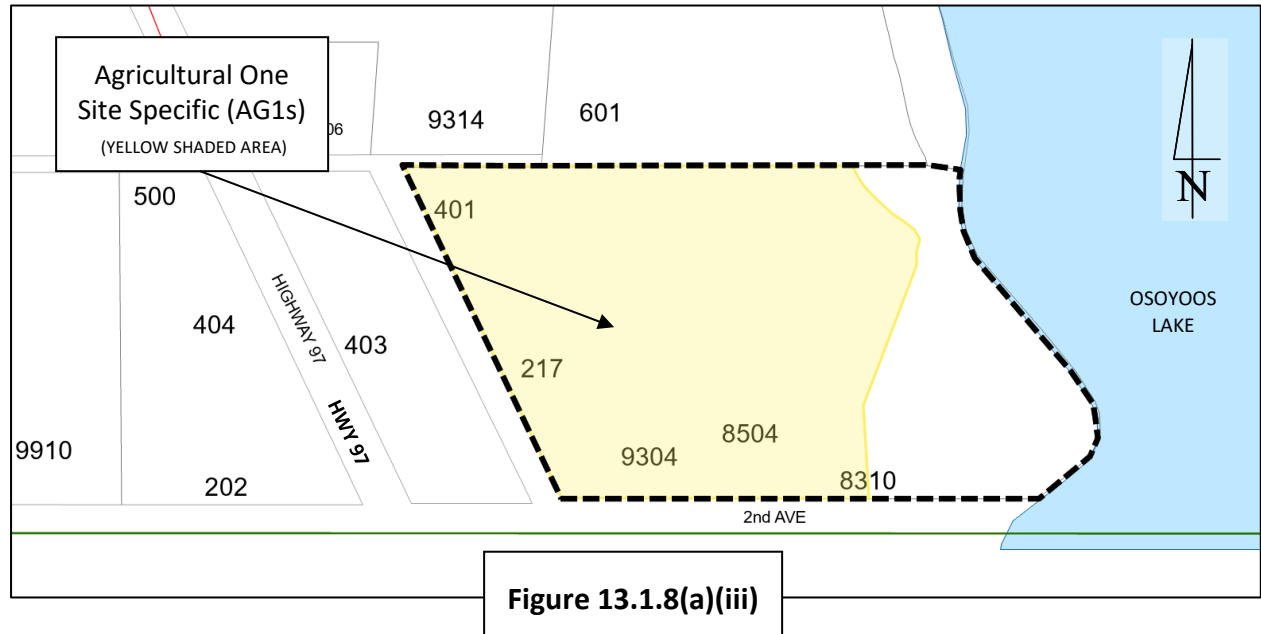 Agricultural One
Site Specific (AG1s)
(YELLOW SHADED AREA)
06
9314
601
500
401
N
HIGHWAY 97
404
403
OSOYOOS
LAKE
217
HWY 97
8504
9910
9304
8310
202
2nd AVE
Figure 13.1.8(a)(iii)